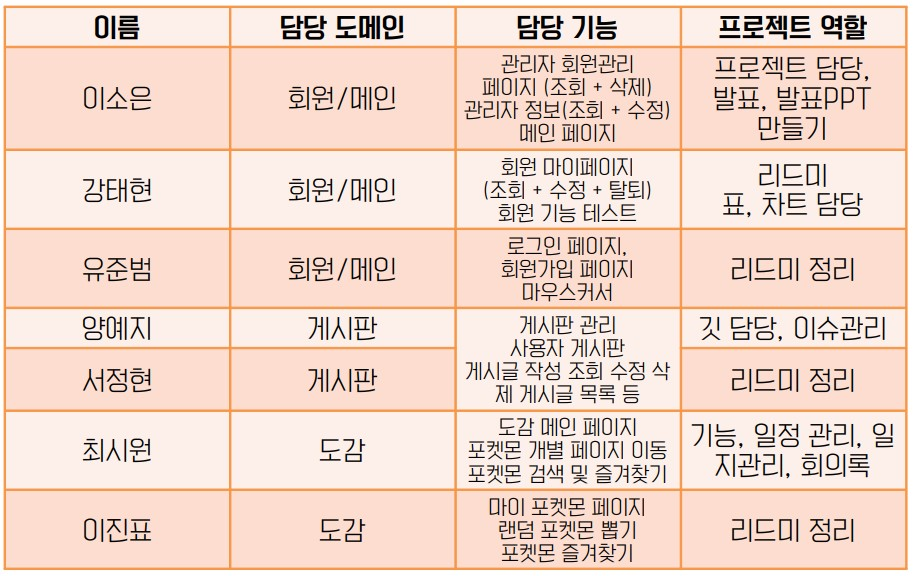 이름 담당 도메인 담당 기능 프로젝트 역할
이소은
회원/메인
관리자 회원관리
페이지 (조회 + 삭제)
관리자 정보(조회 + 수정)
메인 페이지
프로젝트 담당,
발표, 발표PPT
만들기
강태현
회원/메인
회원 마이페이지
(조회 + 수정 + 탈퇴)
회원 기능 테스트
리드미
표, 차트 담당
유준범
회원/메인
로그인 페이지,
회원가입 페이지
마우스커서
리드미 정리
양예지
게시판
게시판 관리
사용자 게시판
게시글 작성 조회 수정 삭
제 게시글 목록 등
깃 담당, 이슈관리
서정현
게시판
리드미 정리
최시원
도감
도감 메인 페이지
포켓몬 개별 페이지 이동
포켓몬 검색 및 즐겨찾기
기능, 일정 관리, 일
지관리, 회의록
이진표
도감
마이 포켓몬 페이지
랜덤 포켓몬 뽑기
포켓몬 즐겨찾기
리드미 정리